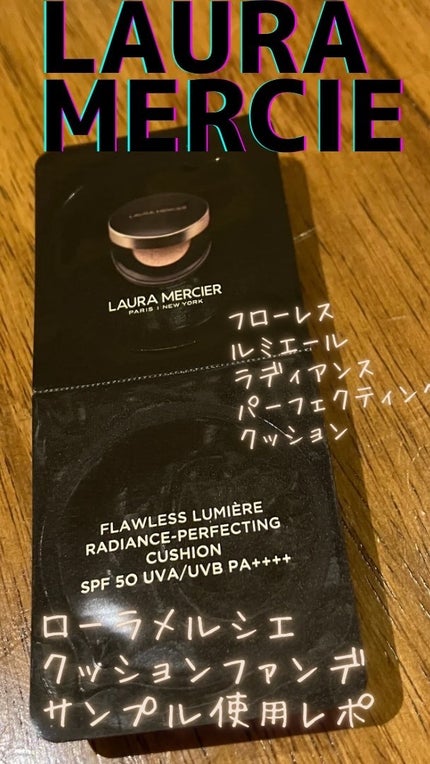 LAURA
MERCIE
LAURA MERCIER
LAURA MERCIER
PARIS | NEW YORK
フローレス
ルミエール
ラディアンス
パーフェクティング
クッション
FLAWLESS LUMIÈRE
RADIANCE-PERFECTING
CUSHION
SPF 50 UVA/UVB PA++++
ローラメルシエ
クッションファンデ
サンプル使用レポ